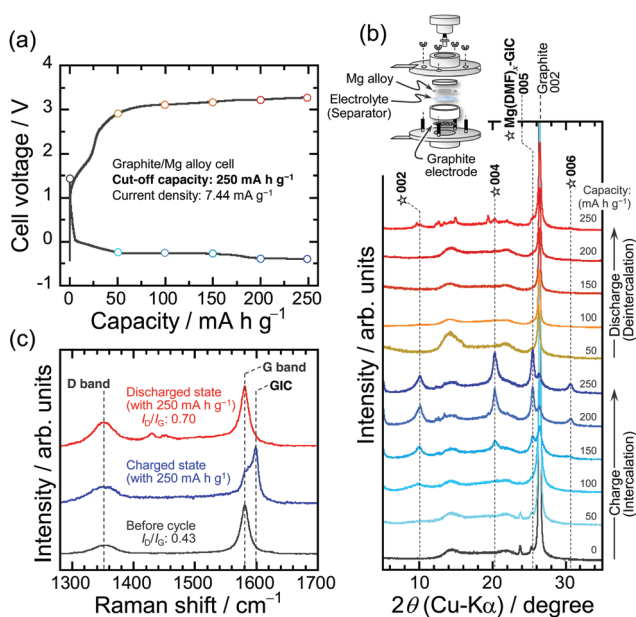 (a)
Cell voltage / V
4
3
2
1
0
−1
Graphite/Mg alloy cell
Cut-off capacity: 250 mA h g⁻¹
Current density: 7.44 mA g⁻¹
0 50 100 150 200 250
Capacity / mA h g⁻¹
(b)
Mg alloy
Electrolyte
(Separator)
Graphite
electrode
☆ Mg(DMF)ₓ-GIC
005
Graphite
002
☆ 002
☆ 004
☆ 006
Capacity:
(mA h g⁻¹)
250
200
150
100
50
250
200
150
100
50
0
Discharge
(Deintercalation)
Charge
(Intercalation)
Intensity / arb. units
10 20 30
2θ (Cu-Kα) / degree
(c)
Intensity / arb. units
D band
G band
GIC
Discharged state
(with 250 mA h g⁻¹)
I_D/I_G: 0.70
Charged state
(with 250 mA h g¹)
Before cycle
I_D/I_G: 0.43
1300 1400 1500 1600 1700
Raman shift / cm⁻¹